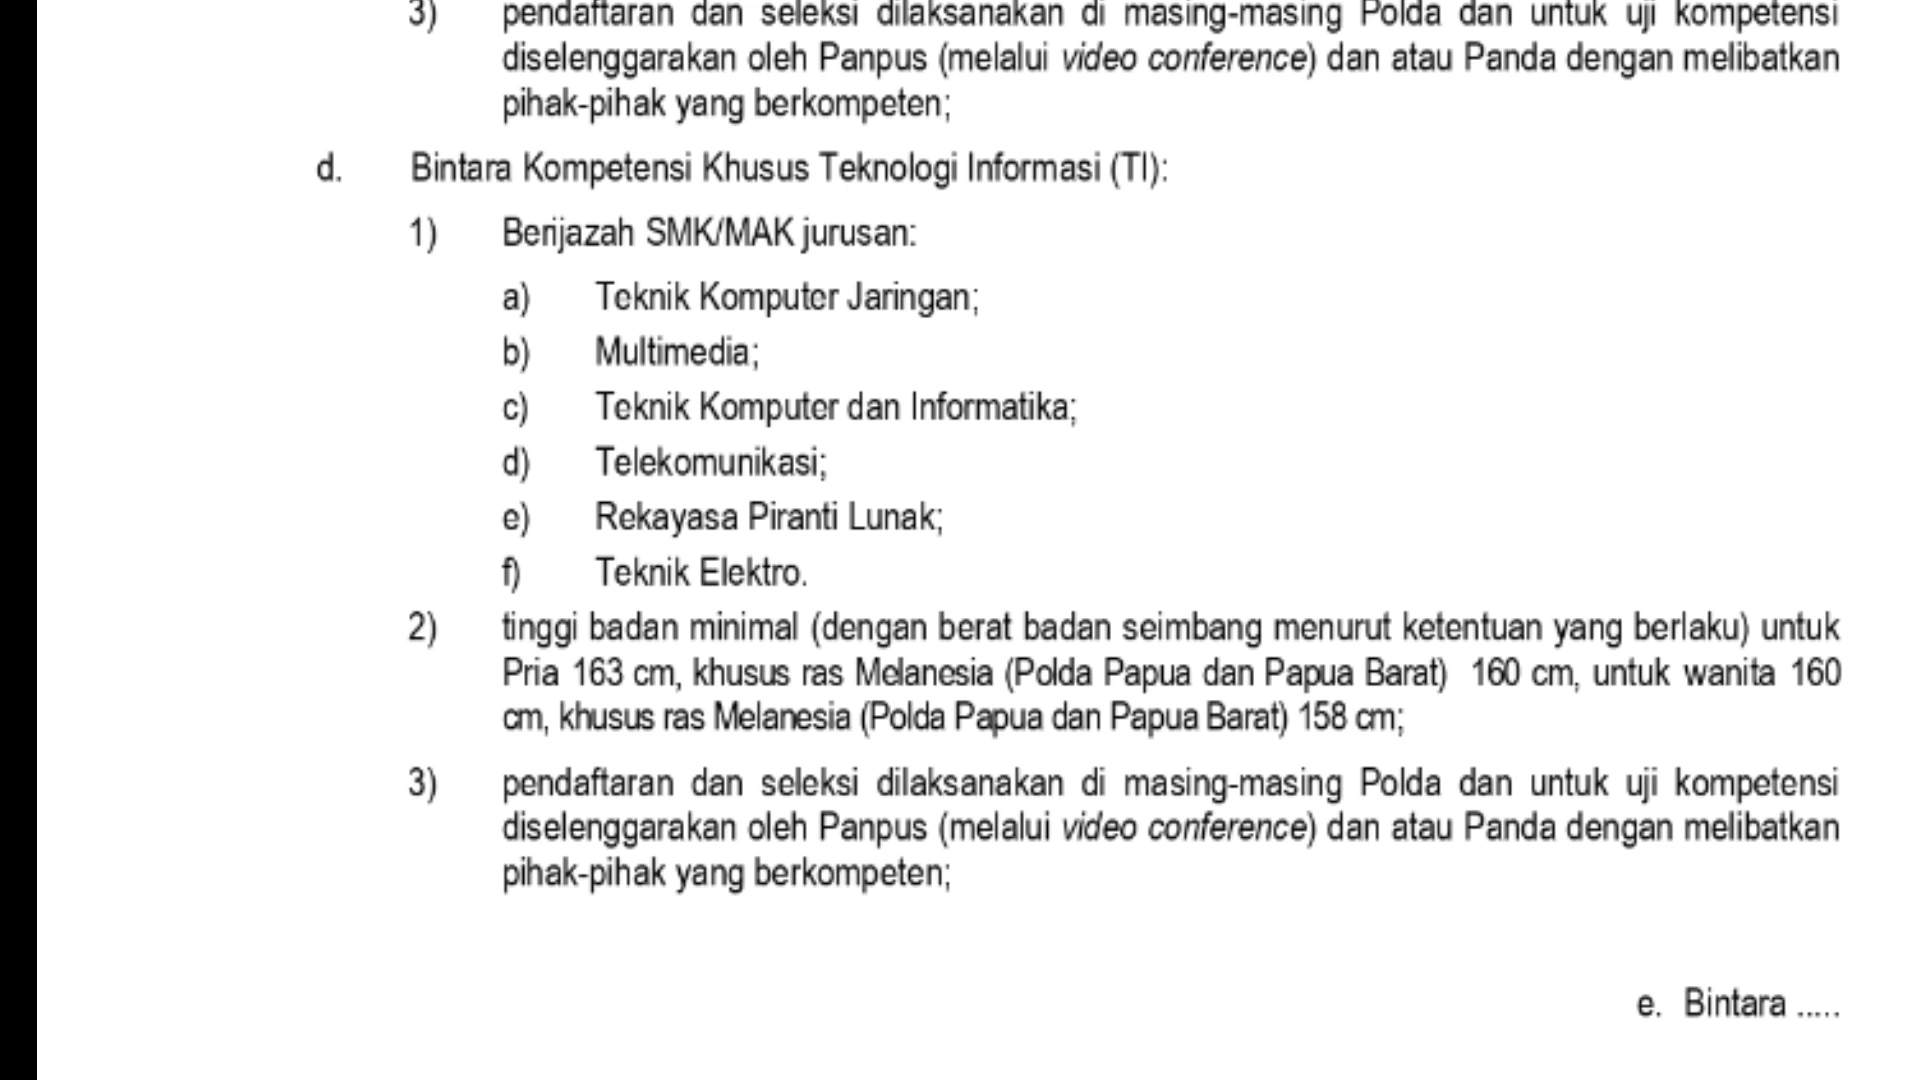 3) pendaftaran dan seleksi dilaksanakan di masing-masing Polda dan untuk uji kompetensi
diselenggarakan oleh Panpus (melalui video conference) dan atau Panda dengan melibatkan
pihak-pihak yang berkompeten;
d. Bintara Kompetensi Khusus Teknologi Informasi (TI):
1) Berijazah SMK/MAK jurusan:
a) Teknik Komputer Jaringan;
b) Multimedia;
c) Teknik Komputer dan Informatika;
d) Telekomunikasi;
e) Rekayasa Piranti Lunak;
f) Teknik Elektro.
2) tinggi badan minimal (dengan berat badan seimbang menurut ketentuan yang berlaku) untuk
Pria 163 cm, khusus ras Melanesia (Polda Papua dan Papua Barat) 160 cm, untuk wanita 160
cm, khusus ras Melanesia (Polda Papua dan Papua Barat) 158 cm;
3) pendaftaran dan seleksi dilaksanakan di masing-masing Polda dan untuk uji kompetensi
diselenggarakan oleh Panpus (melalui video conference) dan atau Panda dengan melibatkan
pihak-pihak yang berkompeten;
e. Bintara .....